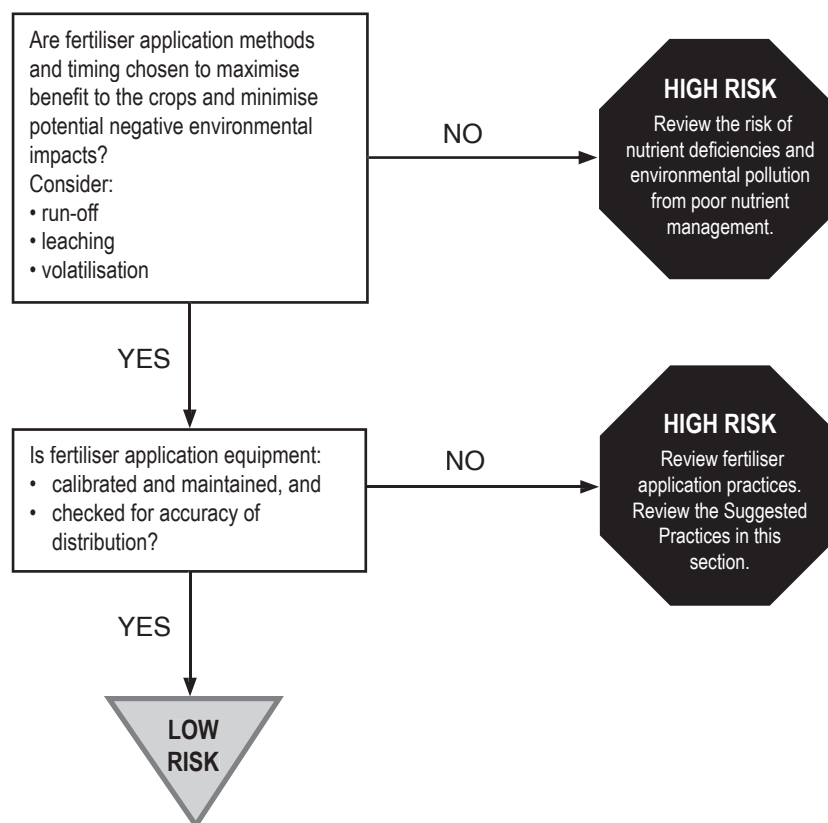 Are fertiliser application methods
and timing chosen to maximise
benefit to the crops and minimise
potential negative environmental
impacts?
Consider:
• run-off
• leaching
• volatilisation
NO
HIGH RISK
Review the risk of
nutrient deficiencies and
environmental pollution
from poor nutrient
management.
YES
Is fertiliser application equipment:
• calibrated and maintained, and
• checked for accuracy of
distribution?
NO
HIGH RISK
Review fertiliser
application practices.
Review the Suggested
Practices in this
section.
YES
LOW
RISK